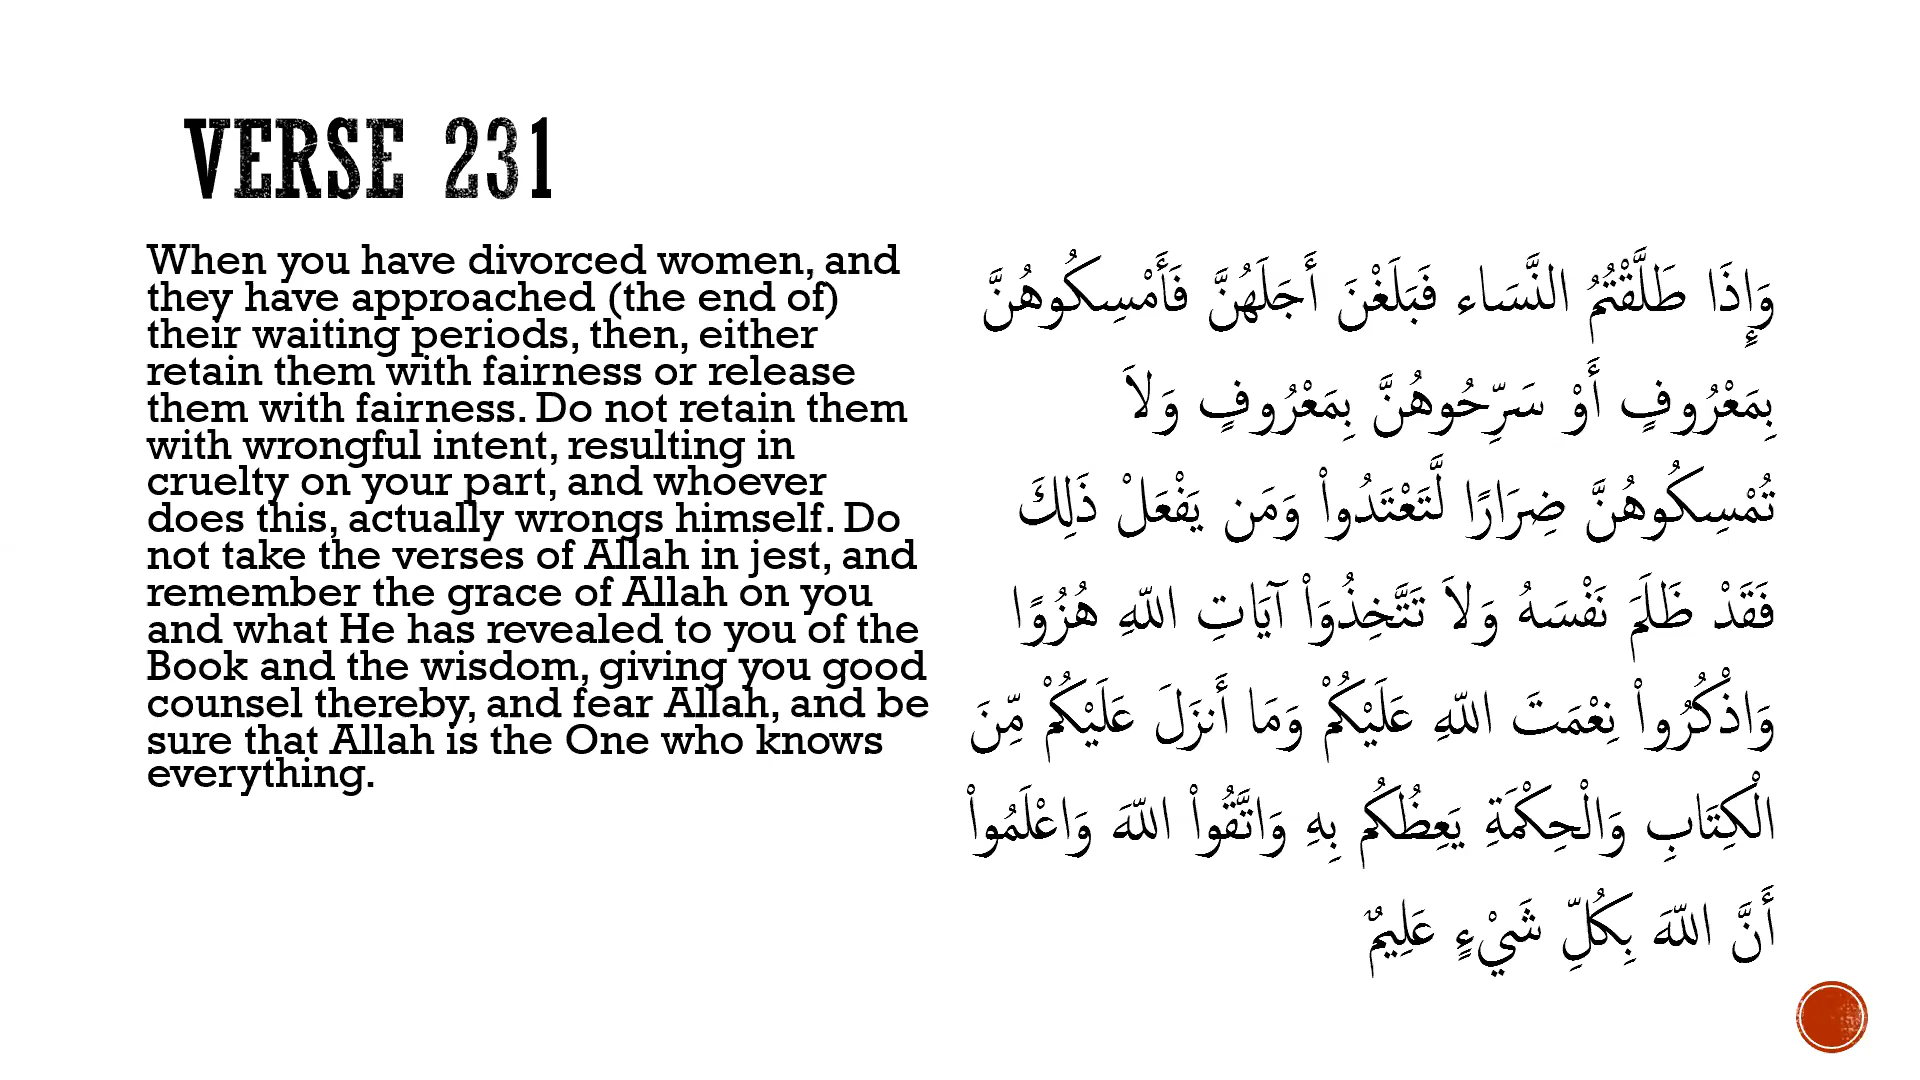 VERSE 231
When you have divorced women, and
they have approached (the end of)
their waiting periods, then, either
retain them with fairness or release
them with fairness. Do not retain them
with wrongful intent, resulting in
cruelty on your part, and whoever
does this, actually wrongs himself. Do
not take the verses of Allah in jest, and
remember the grace of Allah on you
and what He has revealed to you of the
Book and the wisdom, giving you good
counsel thereby, and fear Allah, and be
sure that Allah is the One who knows
everything.
وَإِذَا طَلَّقْتُمُ النَّسَاء فَبَلَغْنَ أَجَلَهُنَّ فَأَمْسِكُوهُنَّ
بِمَعْرُوفٍ أَوْ سَرِّحُوهُنَّ بِمَعْرُوفٍ وَلاَ
تُمْسِكُوهُنَّ ضِرَارًا لَّتَعْتَدُواْ وَمَن يَفْعَلْ ذَلِكَ
فَقَدْ ظَلَمَ نَفْسَهُ وَلاَ تَتَّخِذُوَاْ آيَاتِ اللّهِ هُزُوًا
وَاذْكُرُواْ نِعْمَتَ اللّهِ عَلَيْكُمْ وَمَا أَنزَلَ عَلَيْكُمْ مِّنَ
الْكِتَابِ وَالْحِكْمَةِ يَعِظُكُم بِهِ وَاتَّقُواْ اللّهَ وَاعْلَمُواْ
أَنَّ اللّهَ بِكُلِّ شَيْءٍ عَلِيمٌ